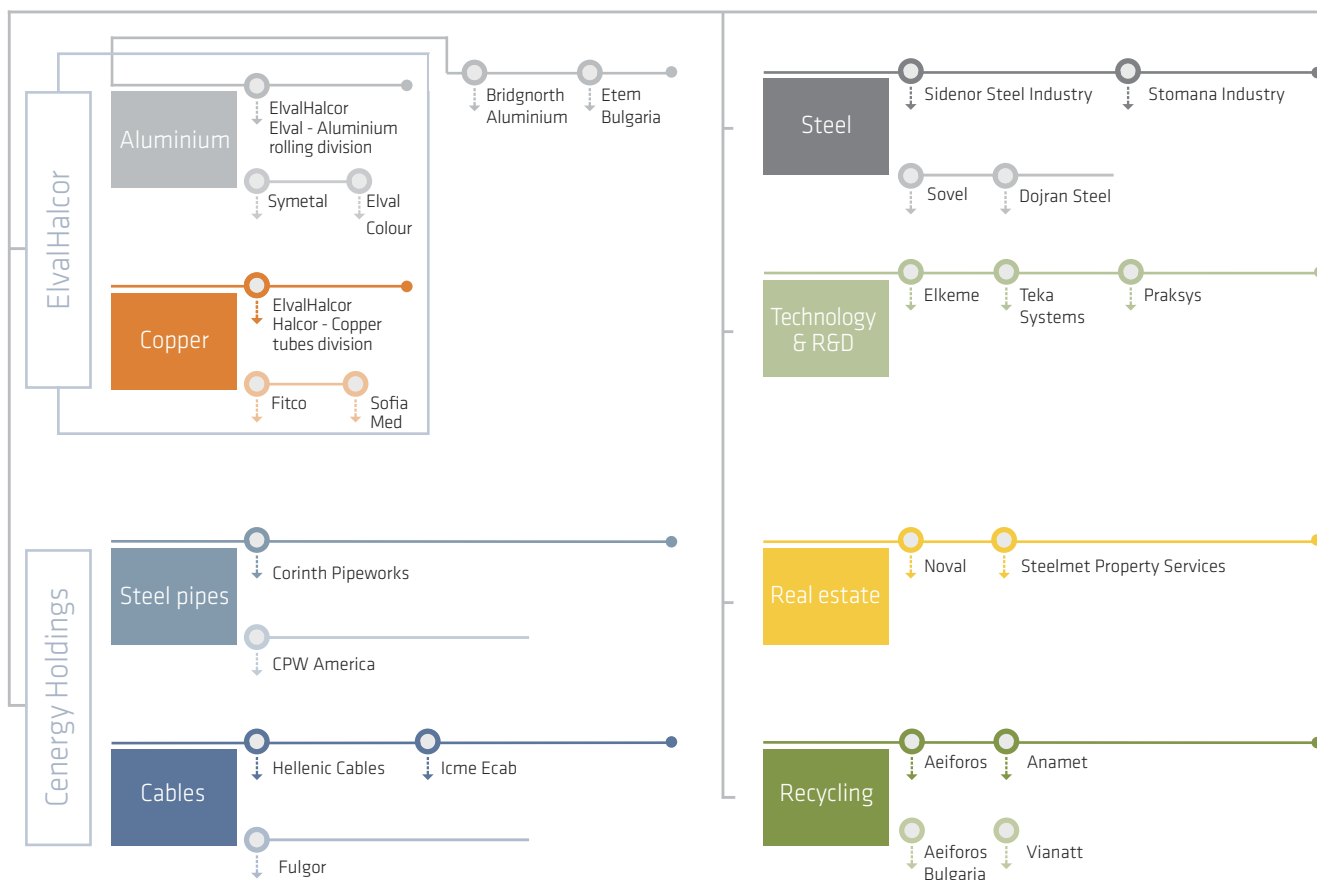 ElvalHalcor
Aluminium
ElvalHalcor
Elval - Aluminium
rolling division
Symetal
Elval
Colour
Bridgnorth
Aluminium
Etem
Bulgaria
Copper
ElvalHalcor
Halcor - Copper
tubes division
Fitco
Sofia
Med
Cenergy Holdings
Steel pipes
Corinth Pipeworks
CPW America
Cables
Hellenic Cables
Icme Ecab
Fulgor
Steel
Sidenor Steel Industry
Stomana Industry
Sovel
Dojran Steel
Technology
& R&D
Elkeme
Teka
Systems
Praksys
Real estate
Noval
Steelmet Property Services
Recycling
Aeiforos
Anamet
Aeiforos
Bulgaria
Vianatt